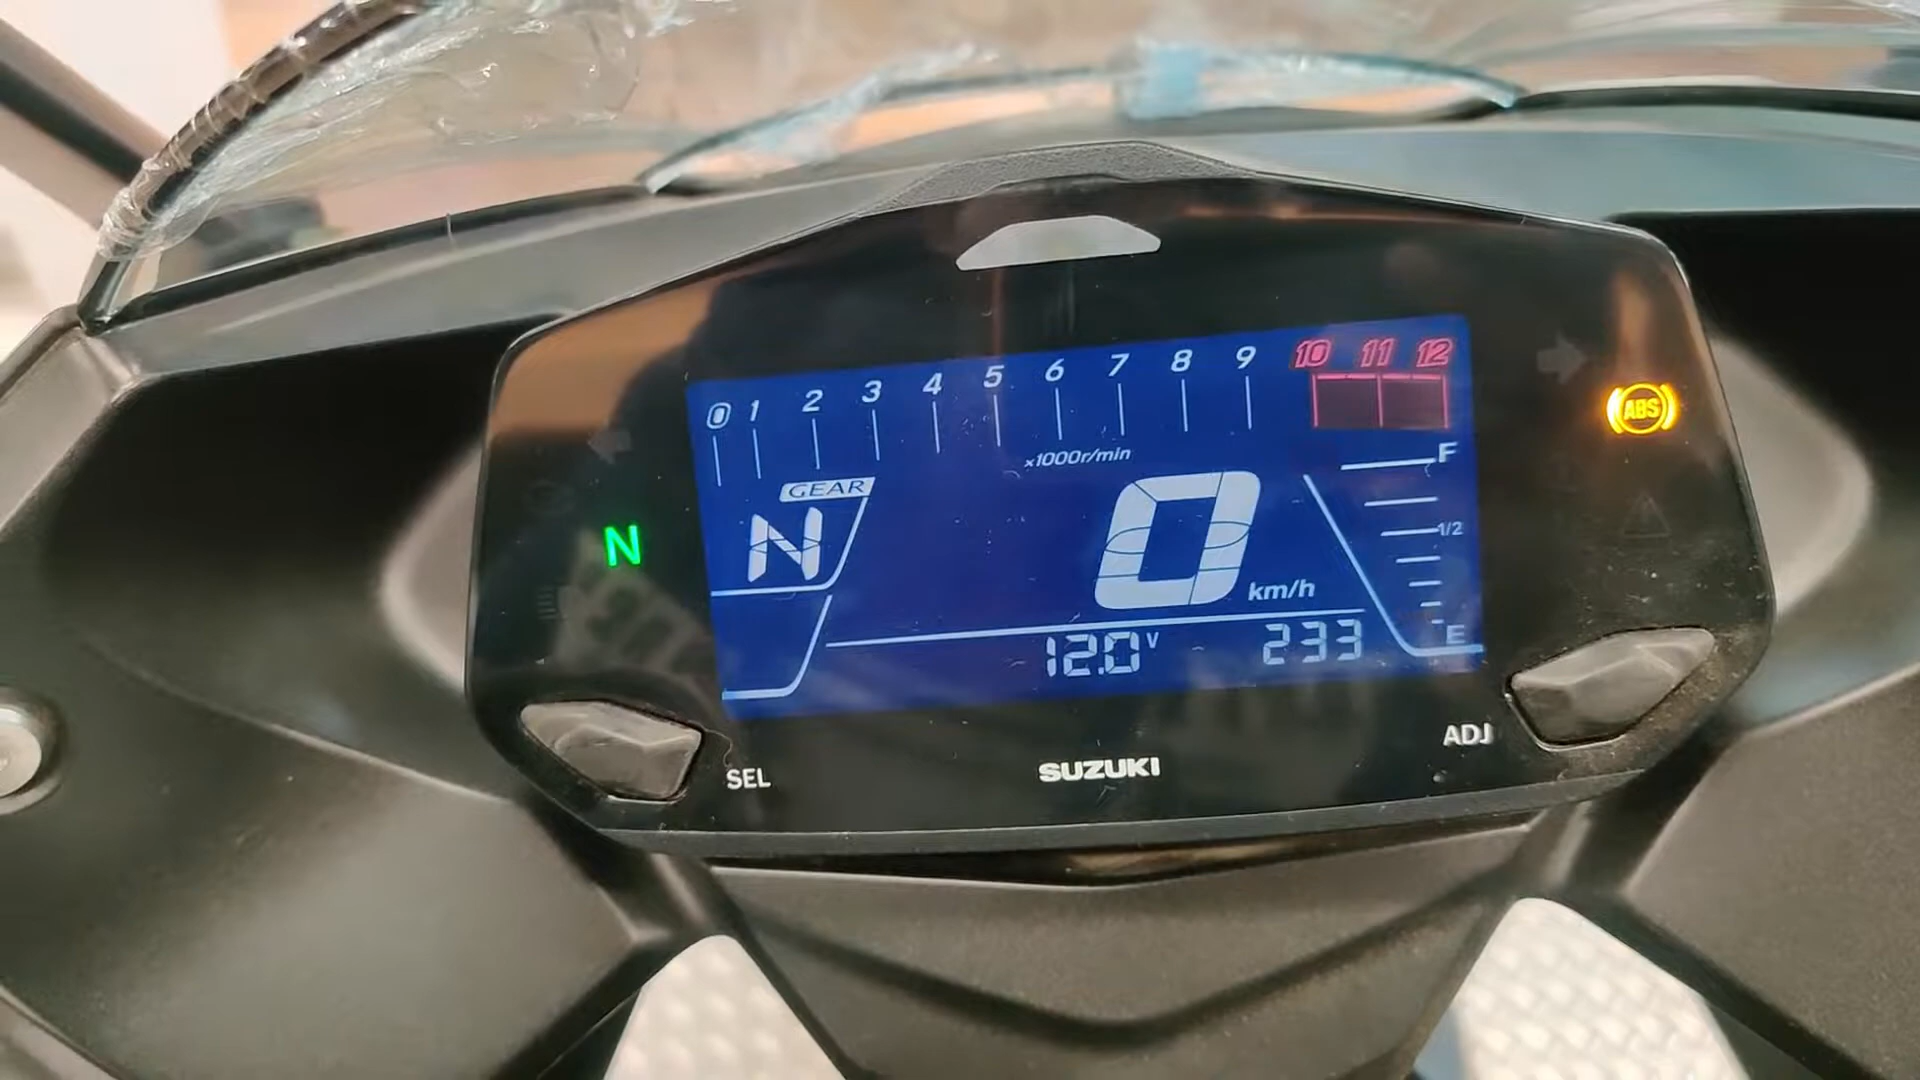 0 1 2 3 4 5 6 7 8 9 10 11 12
x1000r/min
ABS
F
GEAR
N
N
0 km/h
1/2
E
12.0V
233
SEL
SUZUKI
ADJ